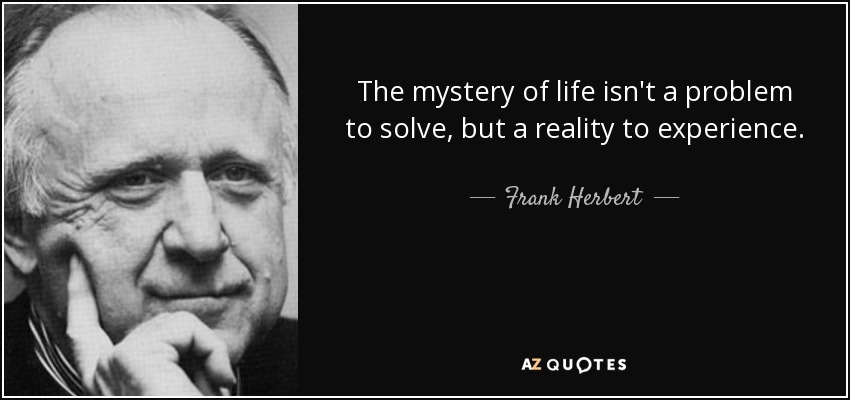 The mystery of life isn't a problem
to solve, but a reality to experience.
Frank Herbert
AZ QUOTES